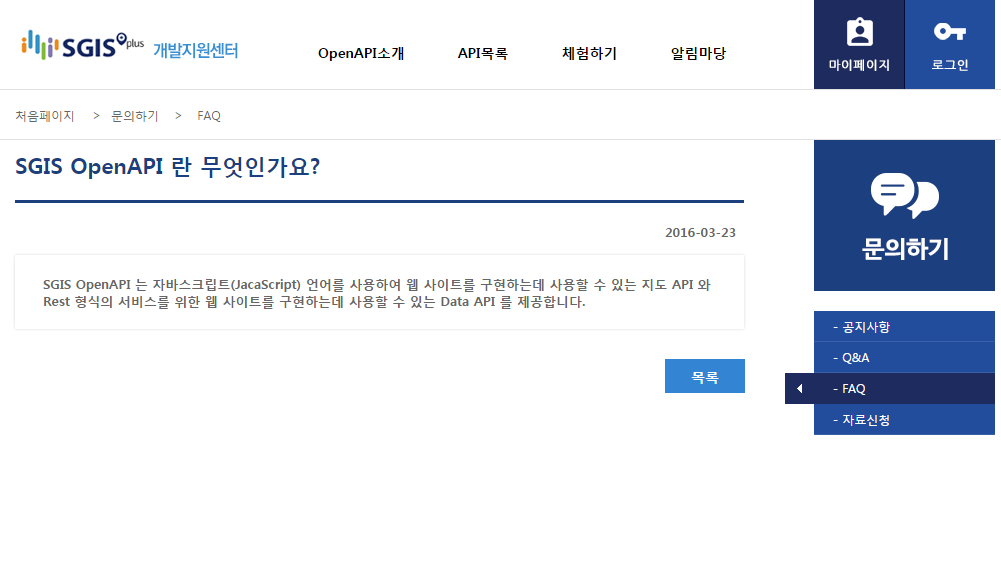 SGIS plus 개발지원센터
OpenAPI소개 API목록 체험하기 알림마당
마이페이지 로그인
처음페이지 > 문의하기 > FAQ
SGIS OpenAPI 란 무엇인가요?
2016-03-23
SGIS OpenAPI 는 자바스크립트(JacaScript) 언어를 사용하여 웹 사이트를 구현하는데 사용할 수 있는 지도 API 와
Rest 형식의 서비스를 위한 웹 사이트를 구현하는데 사용할 수 있는 Data API 를 제공합니다.
목록
문의하기
- 공지사항
- Q&A
- FAQ
- 자료신청